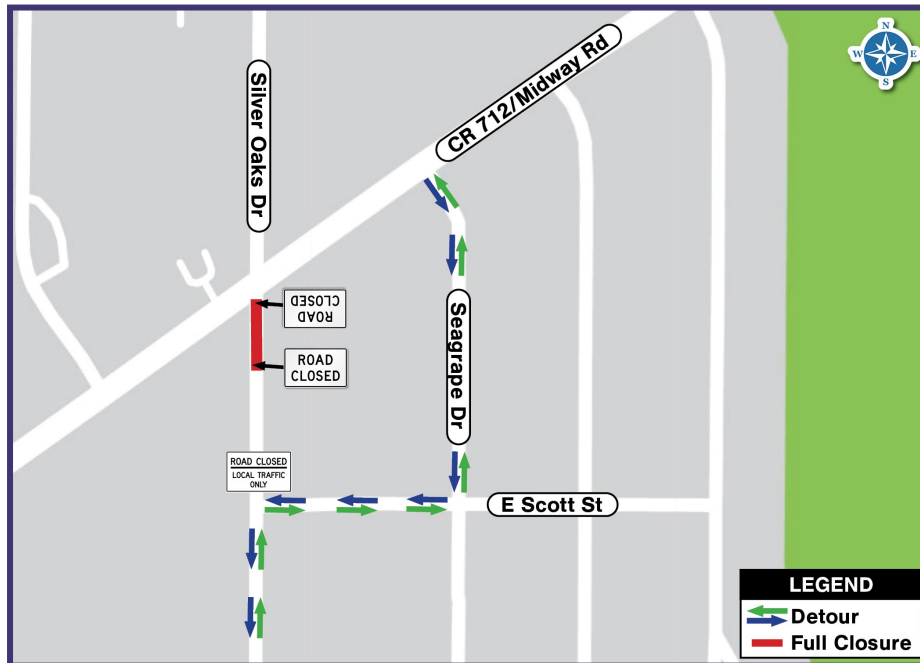 N
W
E
S
CR 712/Midway Rd
Silver Oaks Dr
ROAD
CLOSED
ROAD
CLOSED
Seagrape Dr
ROAD CLOSED
LOCAL TRAFFIC
ONLY
E Scott St
LEGEND
Detour
Full Closure